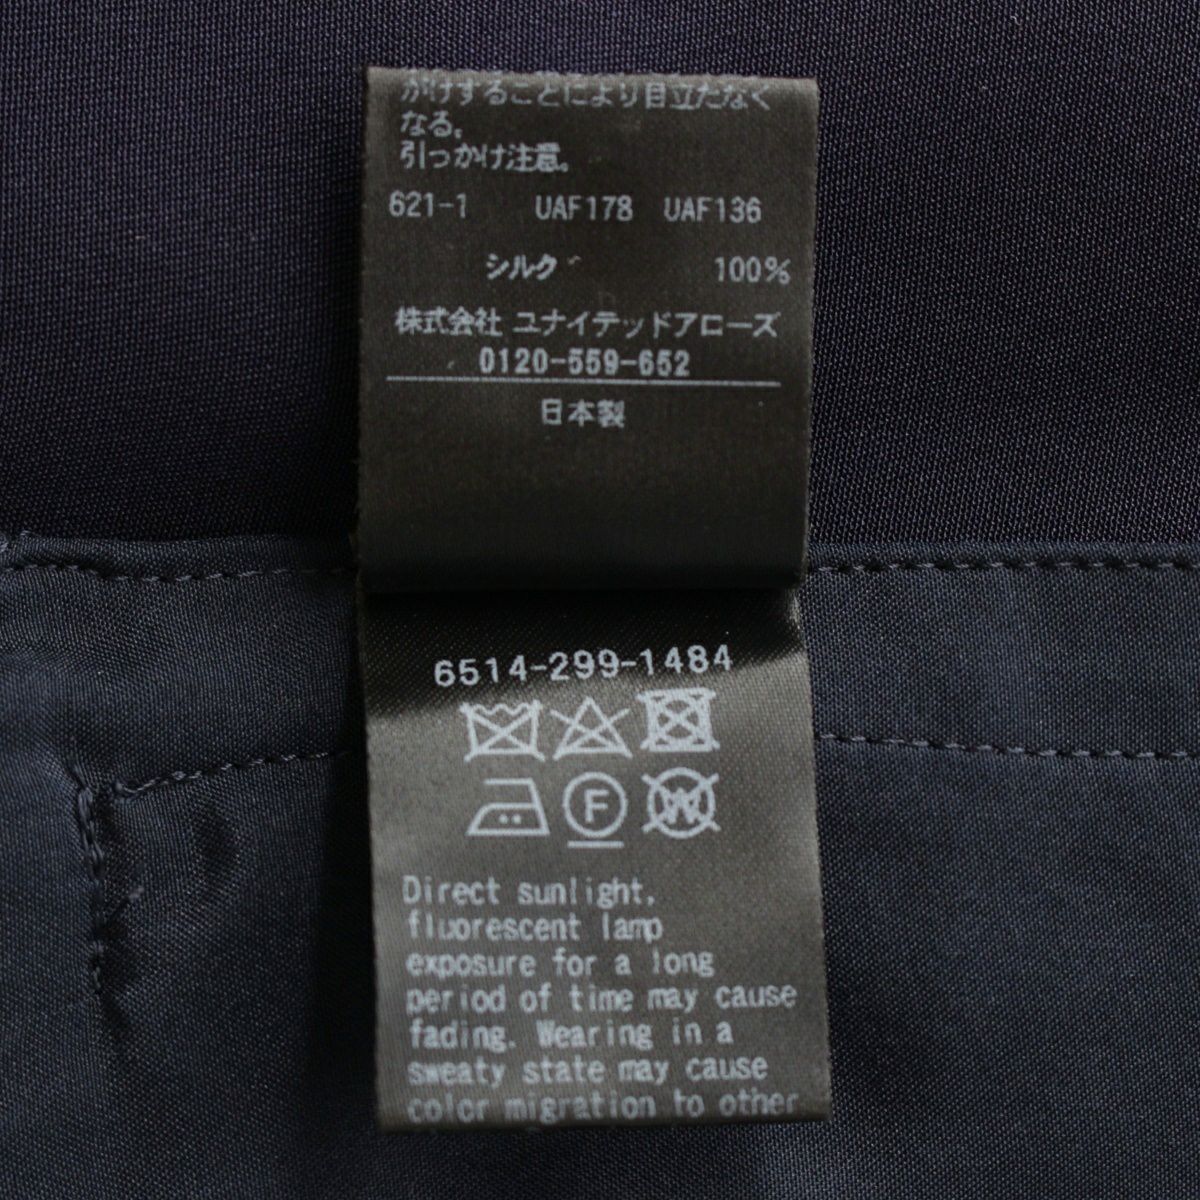 がけすることにより目立たなく
なる。
引っかけ注意。
621-1 UAF178 UAF136
シルク 100%
株式会社 ユナイテッドアローズ
0120-559-652
日本製
6514-299-1484
F W
Direct sunlight,
fluorescent lamp
exposure for a long
period of time may cause
fading. Wearing in a
sweaty state may cause
color migration to other